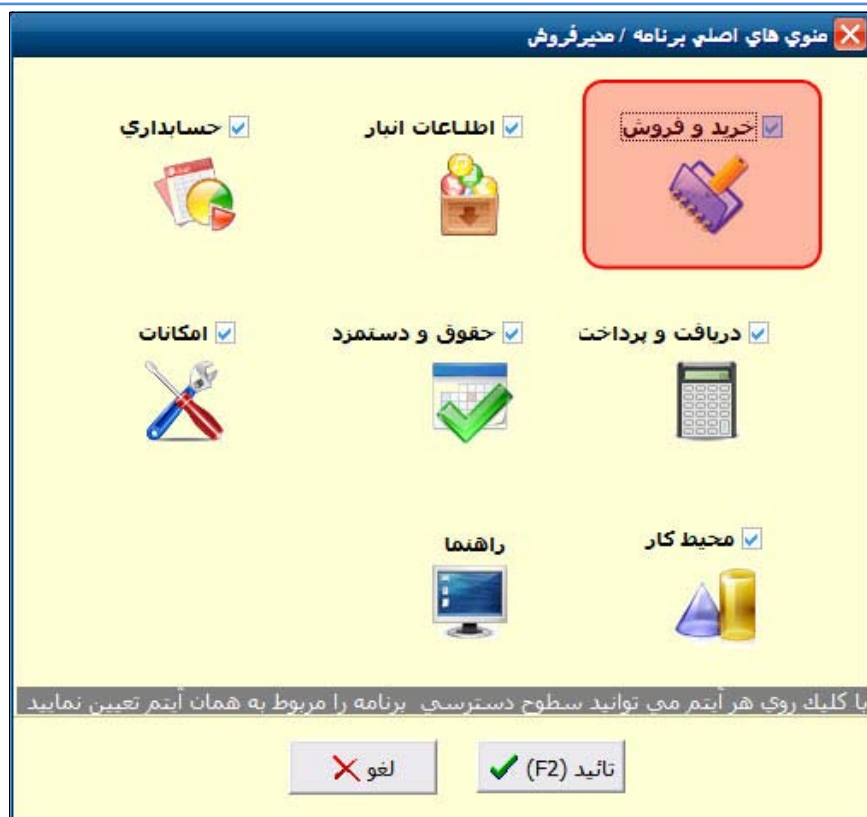 منوي هاي اصلي برنامه / مديرفروش
خريد و فروش
اطلاعات انبار
حسابداري
دريافت و پرداخت
حقوق و دستمزد
امكانات
محيط كار
راهنما
با كليك روي هر آيتم مي توانيد سطوح دسترسي برنامه را مربوط به همان آيتم تعيين نماييد
تائيد (F2)
لغو